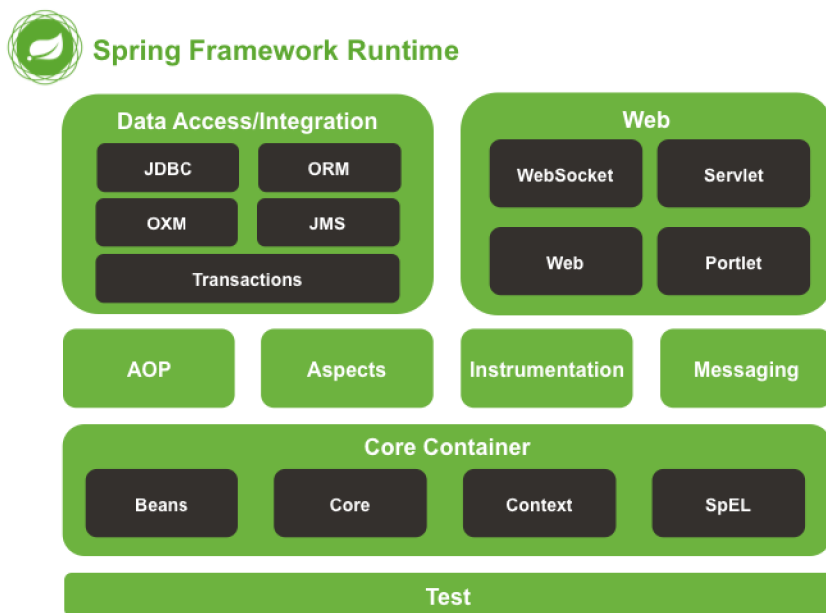 Spring Framework Runtime
Data Access/Integration
JDBC
ORM
OXM
JMS
Transactions
Web
WebSocket
Servlet
Web
Portlet
AOP
Aspects
Instrumentation
Messaging
Core Container
Beans
Core
Context
SpEL
Test